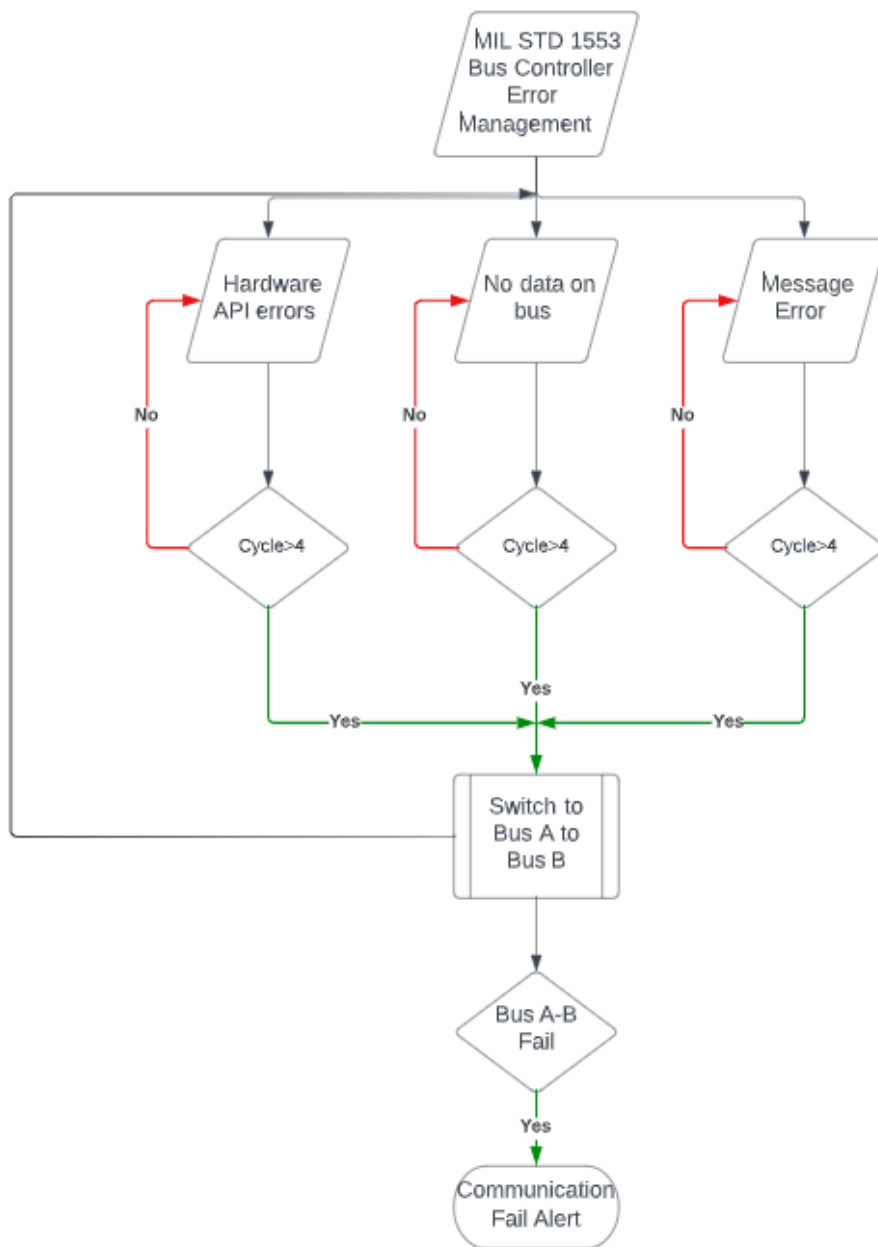 MIL STD 1553
Bus Controller
Error
Management
Hardware
API errors
No data on
bus
Message
Error
No
No
No
Cycle>4
Cycle>4
Cycle>4
Yes
Yes
Yes
Switch to
Bus A to
Bus B
Bus A-B
Fail
Yes
Communication
Fail Alert